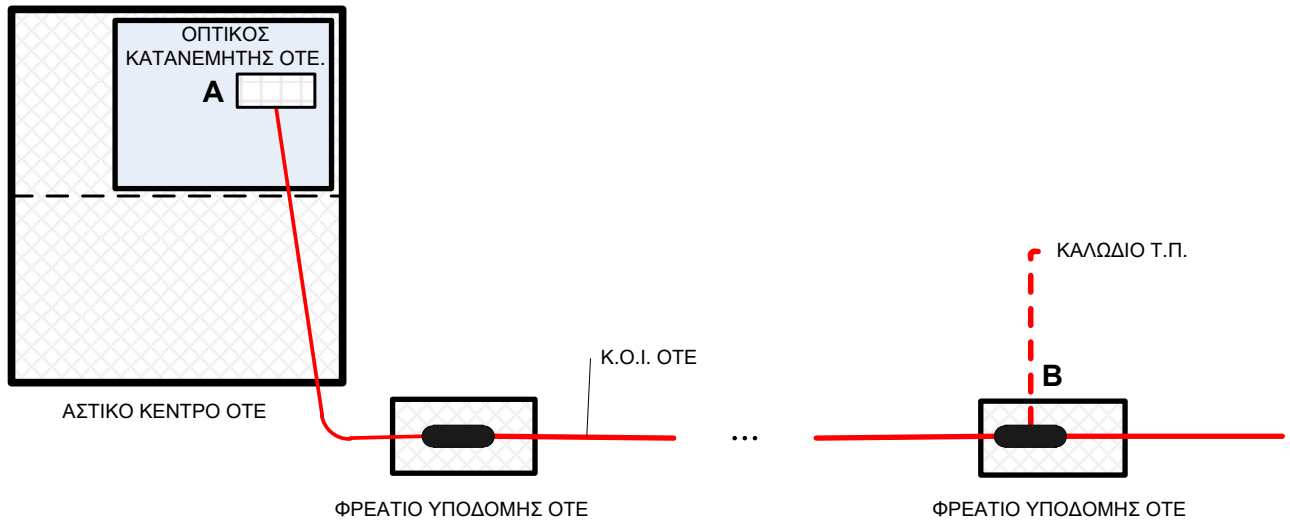 ΟΠΤΙΚΟΣ
ΚΑΤΑΝΕΜΗΤΗΣ ΟΤΕ.
A
ΚΑΛΩΔΙΟ Τ.Π.
Κ.Ο.Ι. ΟΤΕ
B
ΑΣΤΙΚΟ ΚΕΝΤΡΟ ΟΤΕ
...
ΦΡΕΑΤΙΟ ΥΠΟΔΟΜΗΣ ΟΤΕ
ΦΡΕΑΤΙΟ ΥΠΟΔΟΜΗΣ ΟΤΕ